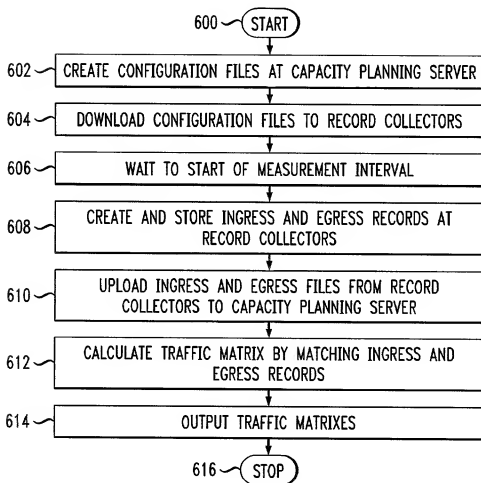 600 START
602 CREATE CONFIGURATION FILES AT CAPACITY PLANNING SERVER
604 DOWNLOAD CONFIGURATION FILES TO RECORD COLLECTORS
606 WAIT TO START OF MEASUREMENT INTERVAL
608 CREATE AND STORE INGRESS AND EGRESS RECORDS AT
RECORD COLLECTORS
610 UPLOAD INGRESS AND EGRESS FILES FROM RECORD
COLLECTORS TO CAPACITY PLANNING SERVER
612 CALCULATE TRAFFIC MATRIX BY MATCHING INGRESS AND
EGRESS RECORDS
614 OUTPUT TRAFFIC MATRIXES
616 STOP